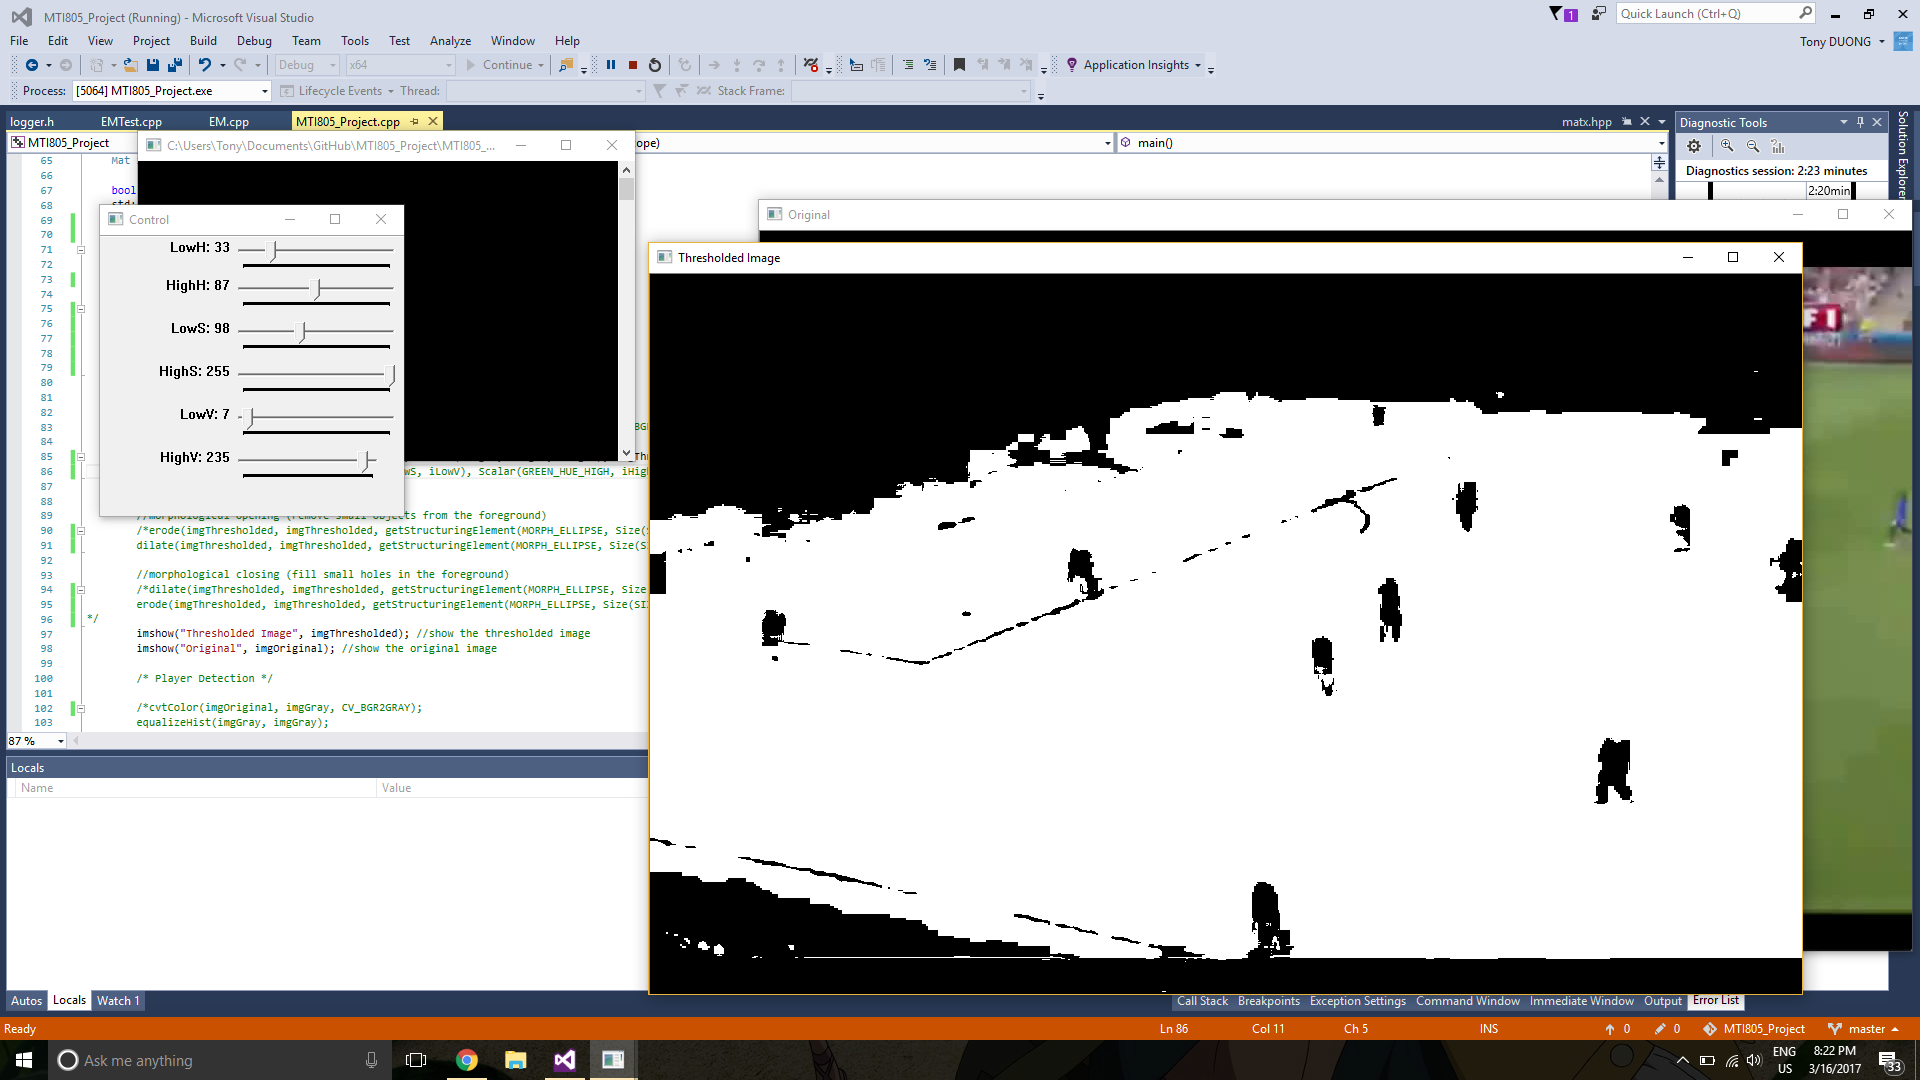 MTI805_Project (Running) - Microsoft Visual Studio
1
Quick Launch (Ctrl+Q)
File Edit View Project Build Debug Team Tools Test Analyze Window Help
Tony DUONG
Debug x64 Continue Application Insights
Process: [5064] MTI805_Project.exe Lifecycle Events Thread: Stack Frame:
logger.h EMTest.cpp EM.cpp MTI805_Project.cpp matx.hpp
Diagnostic Tools
Solution Explorer
MTI805_Project
C:\Users\Tony\Documents\GitHub\MTI805_Project\MTI805_...
ope) main()
Diagnostics session: 2:23 minutes
2:20min
65 Mat
66
67 bool
68
69
70
71
72
73
74
75
76
77
78
79
80
81
82
83
84
85
86 wS, iLowV), Scalar(GREEN_HUE_HIGH, iHig
87
88
89 //morphological opening (remove small objects from the foreground)
90 /*erode(imgThresholded, imgThresholded, getStructuringElement(MORPH_ELLIPSE, Size(S
91 dilate(imgThresholded, imgThresholded, getStructuringElement(MORPH_ELLIPSE, Size(S
92
93 //morphological closing (fill small holes in the foreground)
94 /*dilate(imgThresholded, imgThresholded, getStructuringElement(MORPH_ELLIPSE, Size
95 erode(imgThresholded, imgThresholded, getStructuringElement(MORPH_ELLIPSE, Size(SI
96 */
97 imshow("Thresholded Image", imgThresholded); //show the thresholded image
98 imshow("Original", imgOriginal); //show the original image
99
100 /* Player Detection */
101
102 /*cvtColor(imgOriginal, imgGray, CV_BGR2GRAY);
103 equalizeHist(imgGray, imgGray);
Control
LowH: 33
HighH: 87
LowS: 98
HighS: 255
LowV: 7
HighV: 235
Original
Thresholded Image
87 %
Locals
Name Value
Autos Locals Watch 1
Call Stack Breakpoints Exception Settings Command Window Immediate Window Output Error List
Ready Ln 86 Col 11 Ch 5 INS 0 0 MTI805_Project master
Ask me anything
ENG
US
8:22 PM
3/16/2017
33